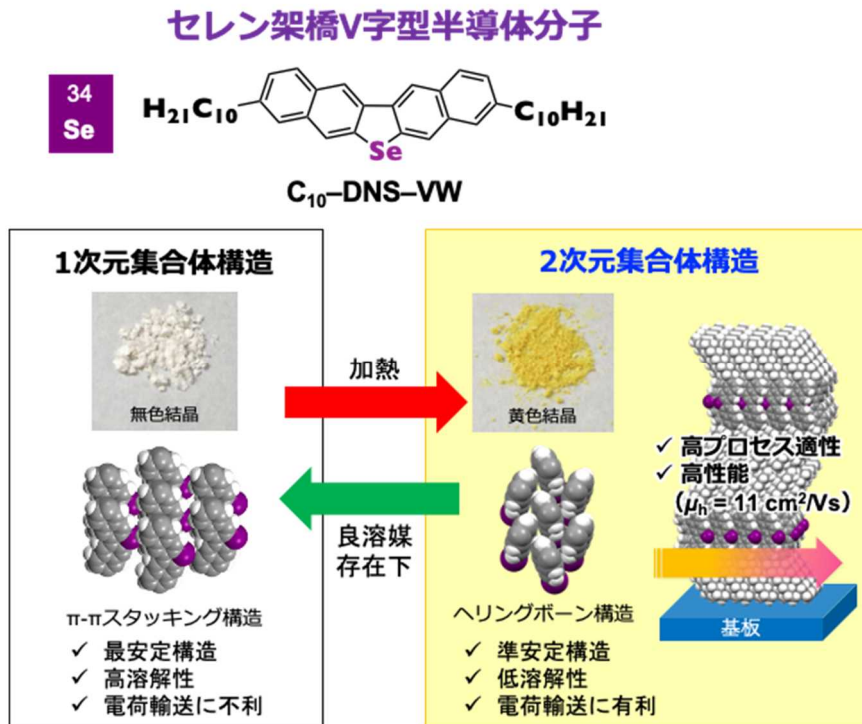 セレン架橋V字型半導体分子
34
Se
H₂₁C₁₀
C₁₀H₂₁
Se
C₁₀–DNS–VW
1次元集合体構造
無色結晶
π-πスタッキング構造
✓ 最安定構造
✓ 高溶解性
✓ 電荷輸送に不利
加熱
良溶媒
存在下
2次元集合体構造
黄色結晶
ヘリングボーン構造
✓ 準安定構造
✓ 低溶解性
✓ 電荷輸送に有利
✓ 高プロセス適性
✓ 高性能
(μₕ = 11 cm²/Vs)
基板